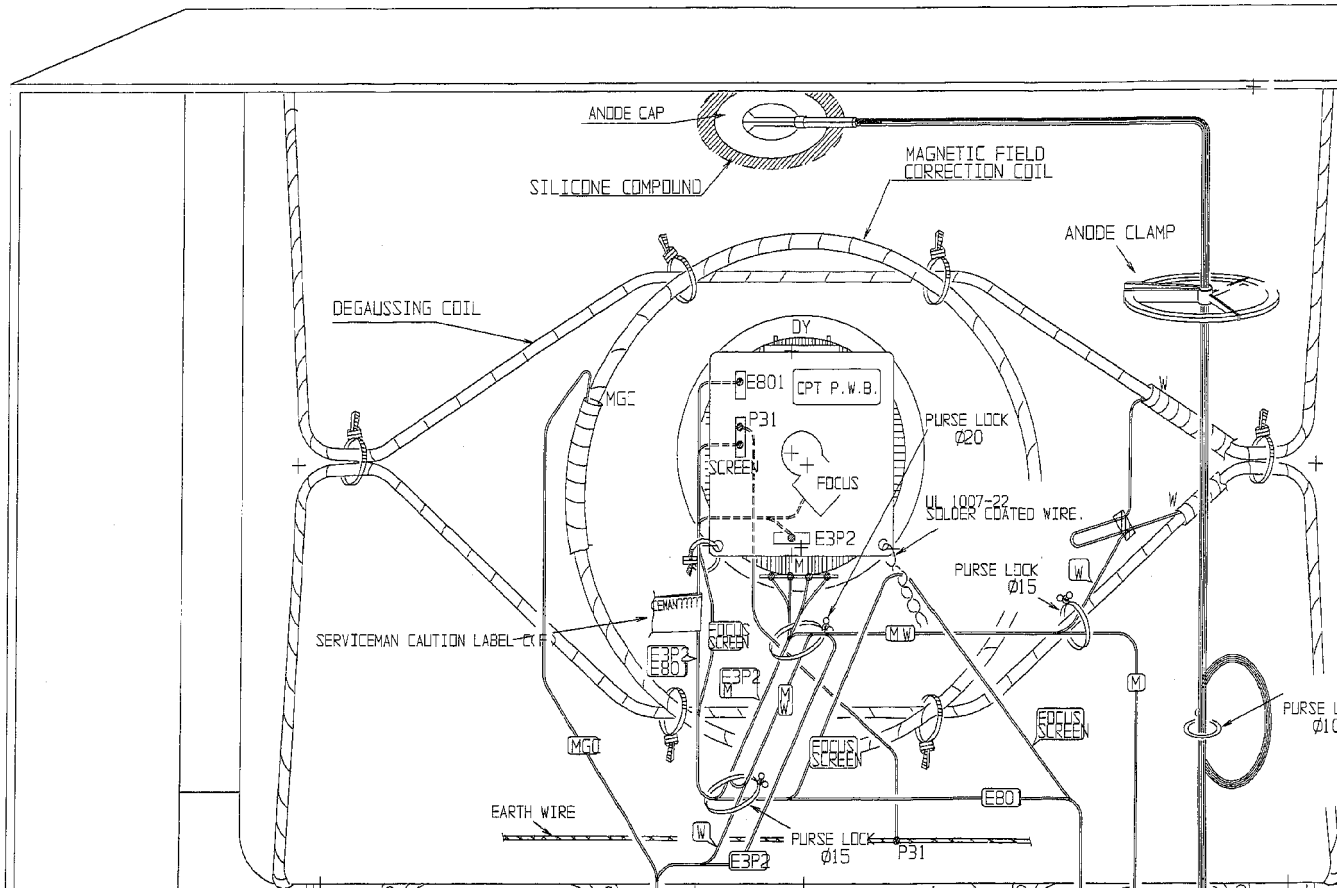 ANODE CAP
SILICONE COMPOUND
MAGNETIC FIELD
CORRECTION COIL
ANODE CLAMP
DEGAUSSING COIL
DY
E801
CPT P.W.B.
MGC
W
P31
PURSE LOCK
Ø20
SCREEN
FOCUS
UL 1007-22
SOLDER COATED WIRE.
W
E3P2
M
PURSE LOCK
Ø15
W
SERVICEMAN CAUTION LABEL
FOCUS
SCREEN
M W
E3P2
E801
E3P2
M
M
W
M
PURSE L
Ø10
FOCUS
SCREEN
FOCUS
SCREEN
MGC
E80
EARTH WIRE
W
PURSE LOCK
Ø15
P31
E3P2